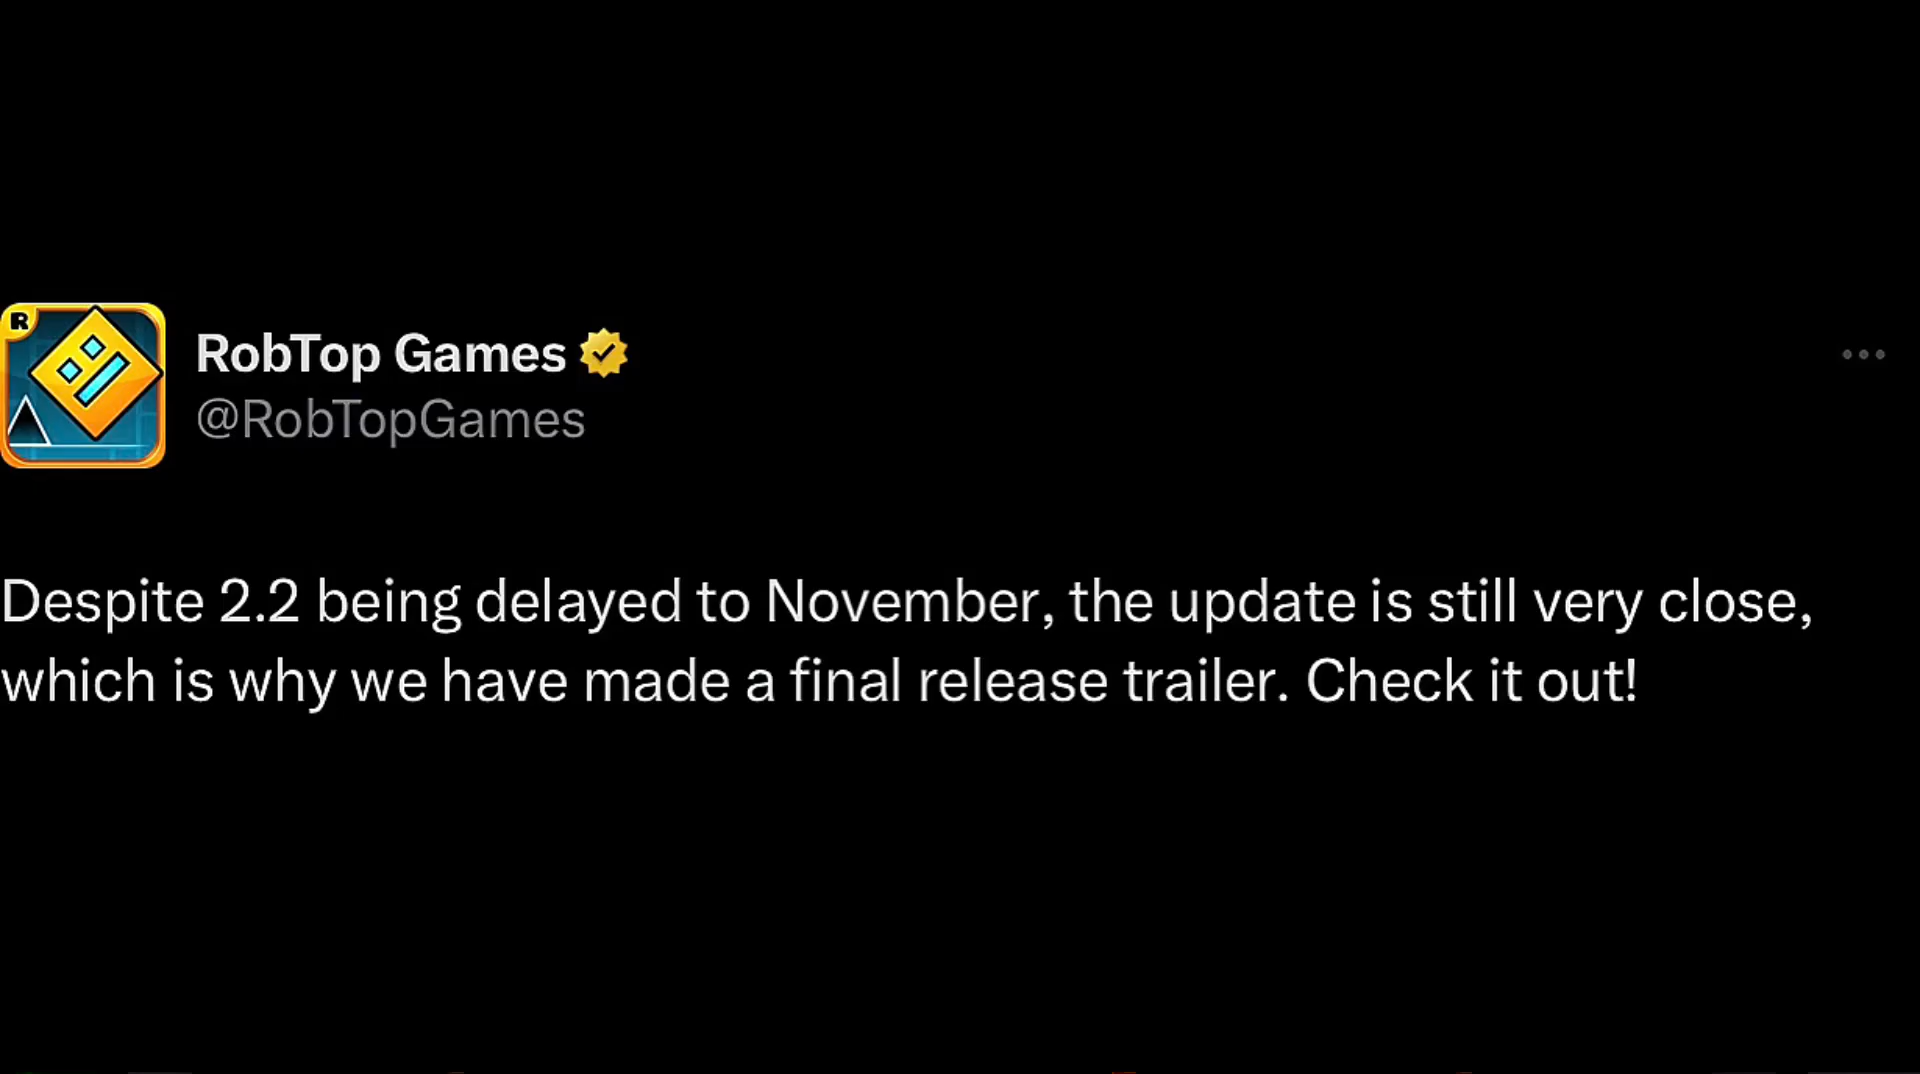 R
RobTop Games
@RobTopGames
Despite 2.2 being delayed to November, the update is still very close,
which is why we have made a final release trailer. Check it out!